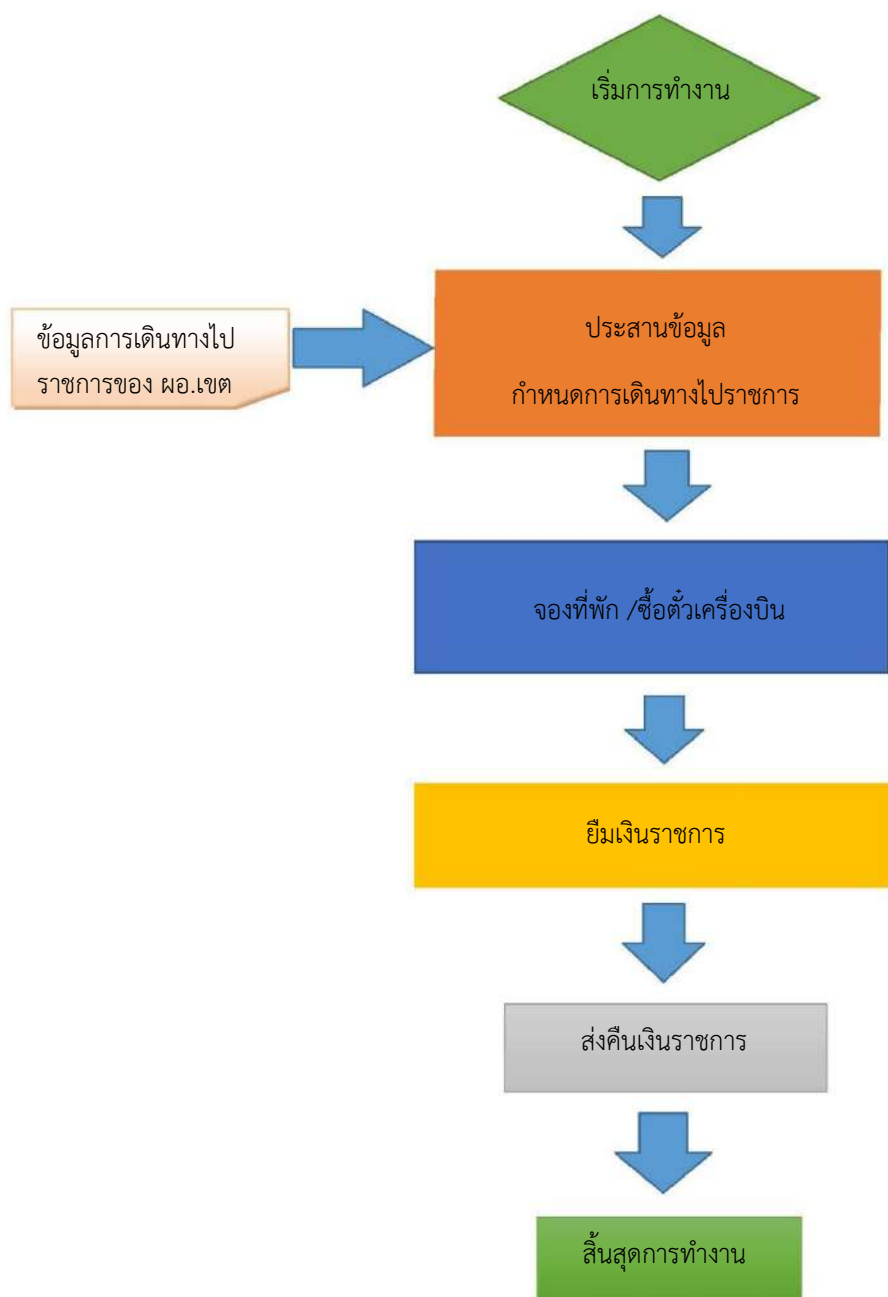 เริ่มการทำงาน
ข้อมูลการเดินทางไป
ราชการของ ผอ.เขต
ประสานข้อมูล
กำหนดการเดินทางไปราชการ
จองที่พัก /ซื้อตั๋วเครื่องบิน
ยืมเงินราชการ
ส่งคืนเงินราชการ
สิ้นสุดการทำงาน